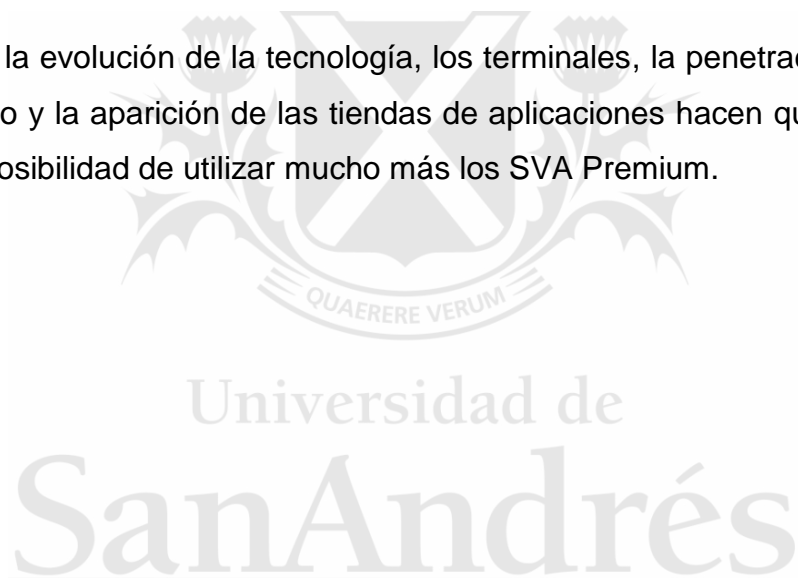 la evolución de la tecnología, los terminales, la penetra
o y la aparición de las tiendas de aplicaciones hacen qu
osibilidad de utilizar mucho más los SVA Premium.
QUAERERE VERUM
Universidad de
SanAndrés